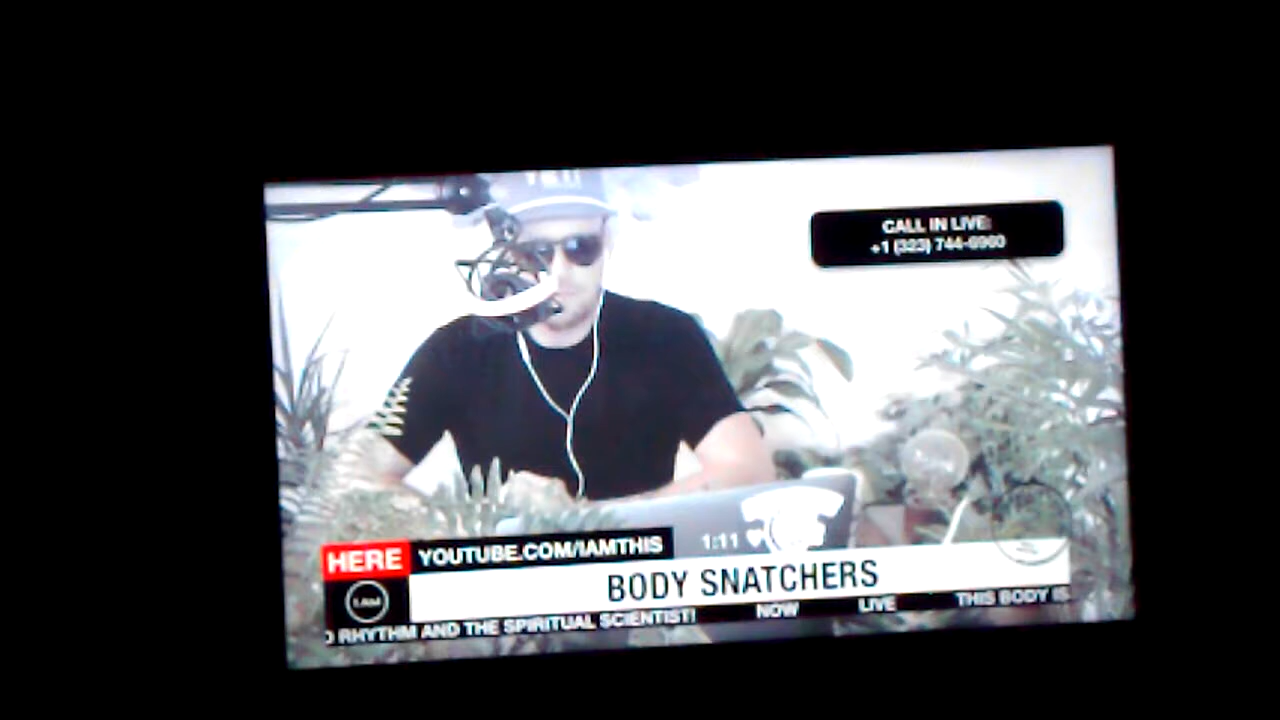 CALL IN LIVE:
+1 (323) 744-
HERE
YOUTUBE.COM/IAMTHIS
1:11 ♥
BODY SNATCHERS
RHYTHM AND THE SPIRITUAL SCIENTIST! NOW LIVE THIS BODY IS